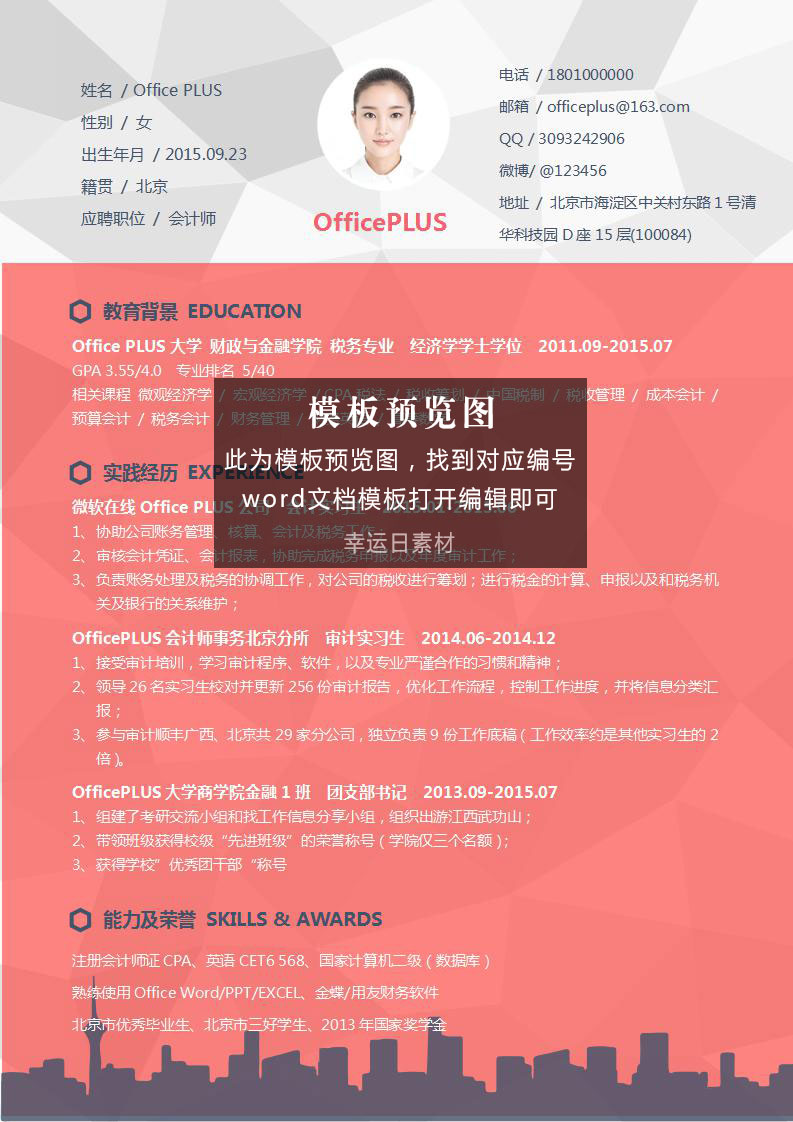 姓名 / Office PLUS
性别 / 女
出生年月 / 2015.09.23
籍贯 / 北京
应聘职位 / 会计师
OfficePLUS
电话 / 1801000000
邮箱 / officeplus@163.com
QQ / 3093242906
微博/ @123456
地址 / 北京市海淀区中关村东路1号清
华科技园 D 座 15 层(100084)
教育背景 EDUCATION
Office PLUS 大学 财政与金融学院 税务专业 经济学学士学位 2011.09-2015.07
GPA 3.55/4.0 专业排名 5/40
相关课程 微观经济学 / 宏观经济学 / CPA 税法 / 税收筹划 / 中国税制 / 税收管理 / 成本会计 /
预算会计 / 税务会计 / 财务管理 /
模板预览图
此为模板预览图，找到对应编号
word文档模板打开编辑即可
幸运日素材
实践经历 EXPERIENCE
微软在线 Office PLUS 公司 会计实习生
1、协助公司账务管理、核算、会计及税务工作；
2、审核会计凭证、会计报表，协助完成税务申报以及年度审计工作；
3、负责账务处理及税务的协调工作，对公司的税收进行筹划；进行税金的计算、申报以及和税务机
关及银行的关系维护；
OfficePLUS 会计师事务北京分所 审计实习生 2014.06-2014.12
1、接受审计培训，学习审计程序、软件，以及专业严谨合作的习惯和精神；
2、领导 26 名实习生校对并更新 256 份审计报告，优化工作流程，控制工作进度，并将信息分类汇
报；
3、参与审计顺丰广西、北京共 29 家分公司，独立负责 9 份工作底稿（工作效率约是其他实习生的 2
倍）。
OfficePLUS 大学商学院金融 1 班 团支部书记 2013.09-2015.07
1、组建了考研交流小组和找工作信息分享小组，组织出游江西武功山；
2、带领班级获得校级“先进班级”的荣誉称号（学院仅三个名额）；
3、获得学校”优秀团干部“称号
能力及荣誉 SKILLS & AWARDS
注册会计师证 CPA、英语 CET6 568、国家计算机二级（数据库）
熟练使用 Office Word/PPT/EXCEL、金蝶/用友财务软件
北京市优秀毕业生、北京市三好学生、2013 年国家奖学金